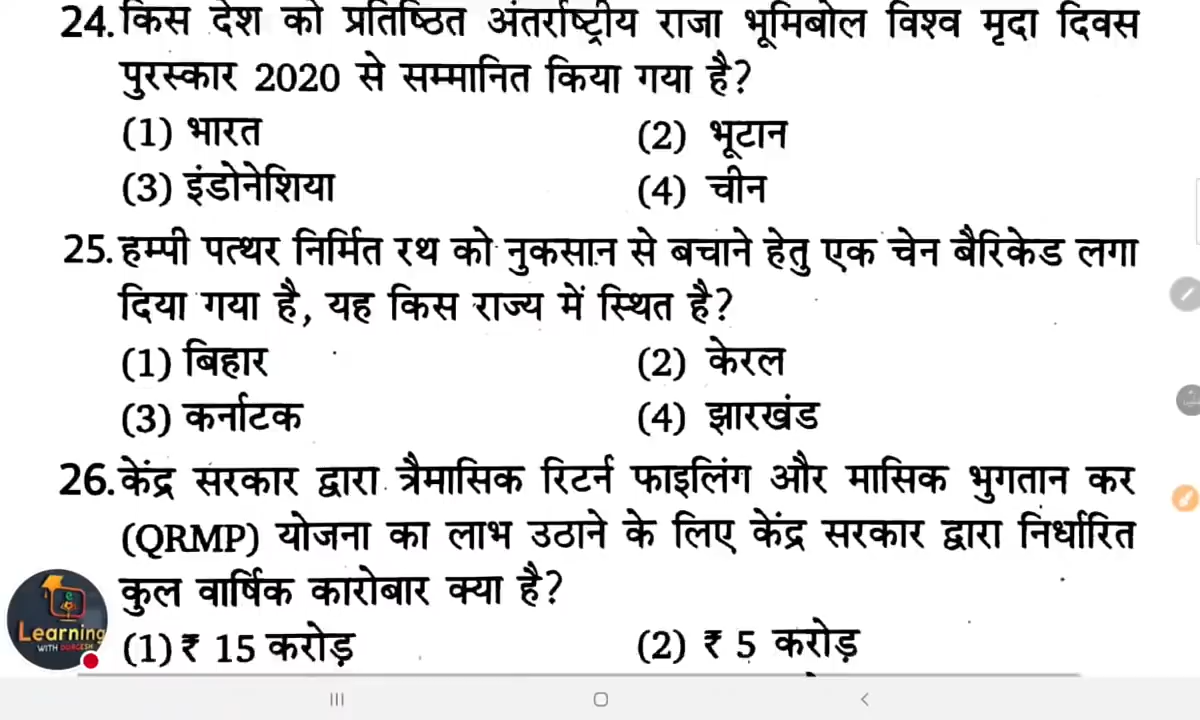 24. किस देश को प्रतिष्ठित अंतर्राष्ट्रीय राजा भूमिबोल विश्व मृदा दिवस
पुरस्कार 2020 से सम्मानित किया गया है?
(1) भारत (2) भूटान
(3) इंडोनेशिया (4) चीन
25. हम्पी पत्थर निर्मित रथ को नुकसान से बचाने हेतु एक चेन बैरिकेड लगा
दिया गया है, यह किस राज्य में स्थित है?
(1) बिहार (2) केरल
(3) कर्नाटक (4) झारखंड
26. केंद्र सरकार द्वारा त्रैमासिक रिटर्न फाइलिंग और मासिक भुगतान कर
(QRMP) योजना का लाभ उठाने के लिए केंद्र सरकार द्वारा निर्धारित
कुल वार्षिक कारोबार क्या है?
(1) ₹ 15 करोड़ (2) ₹ 5 करोड़
Learning
WITH DURGESH